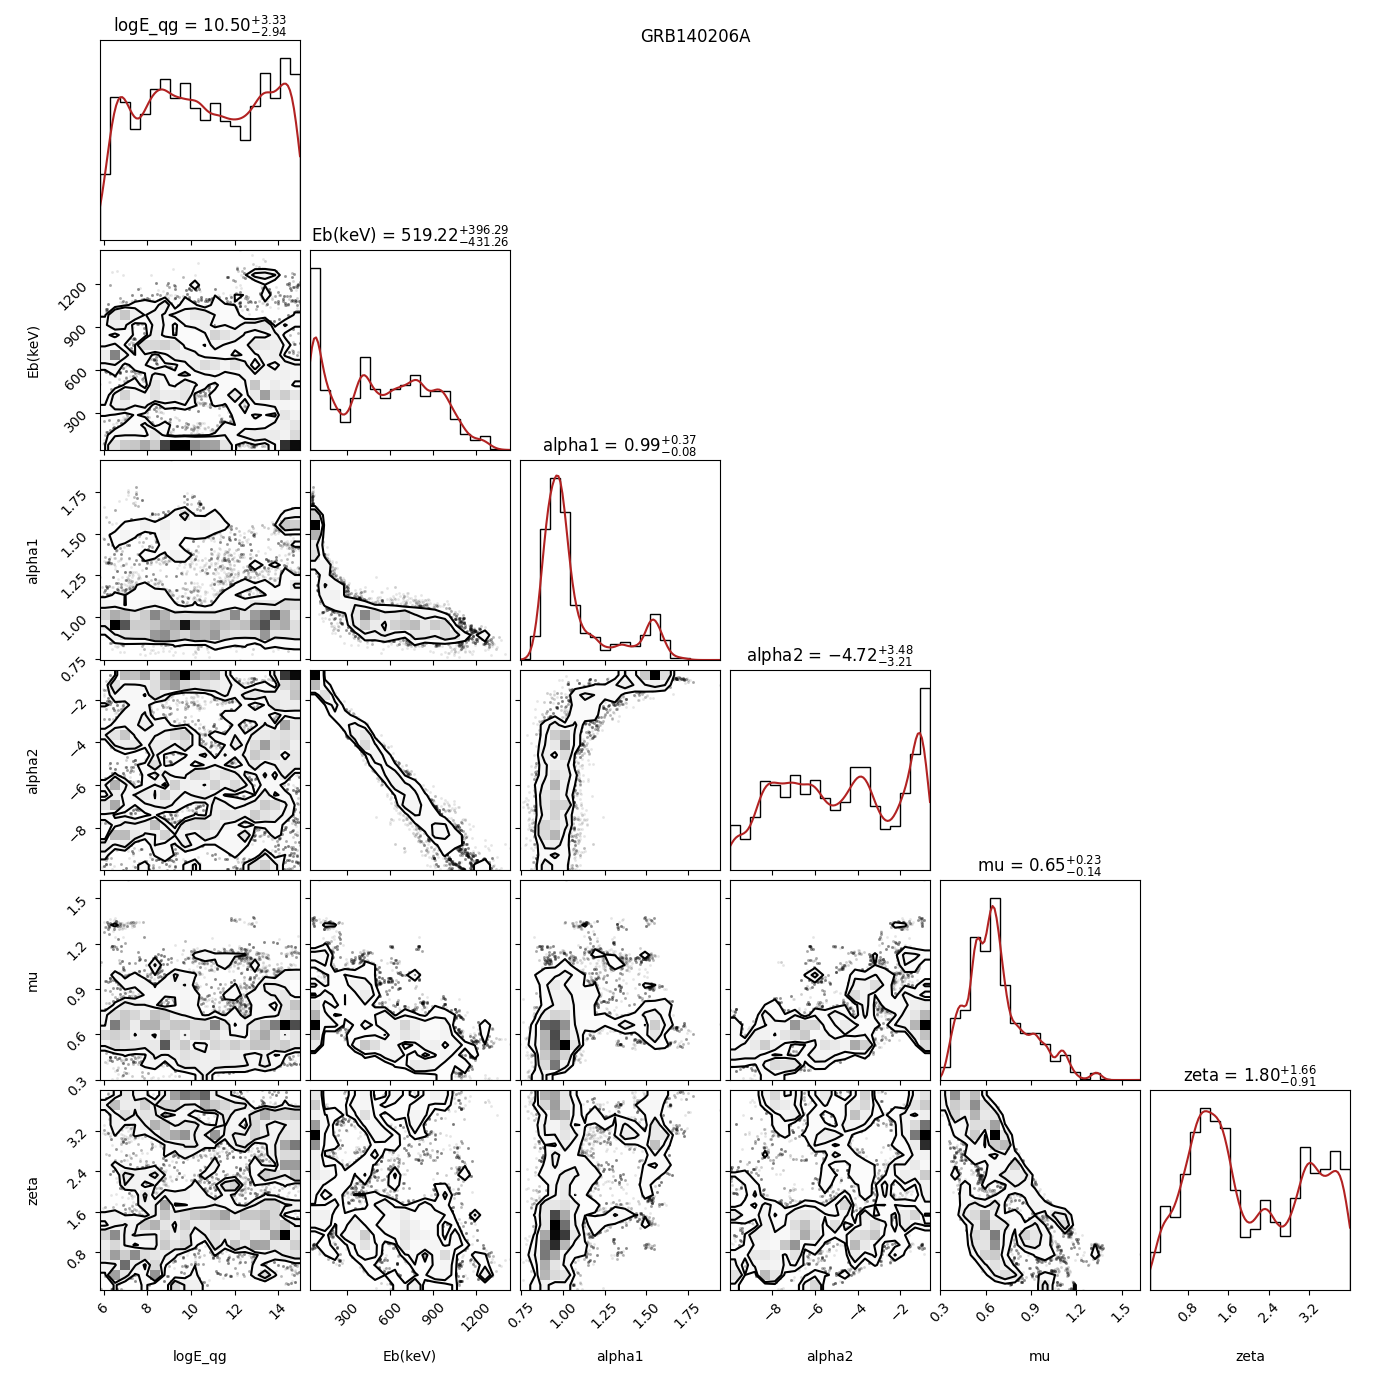 logE_qg = 10.50+3.33−2.94
GRB140206A
Eb(keV) = 519.22+396.29−431.26
1200
900
600
300
Eb(keV)
alpha1 = 0.99+0.37−0.08
1.75
1.50
1.25
1.00
0.75
alpha1
alpha2 = −4.72+3.48−3.21
−2
−4
−6
−8
alpha2
mu = 0.65+0.23−0.14
1.5
1.2
0.9
0.6
0.3
mu
zeta = 1.80+1.66−0.91
3.2
2.4
1.6
0.8
zeta
6 8 10 12 14
300 600 900 1200
0.75 1.00 1.25 1.50 1.75
−8 −6 −4 −2
0.3 0.6 0.9 1.2 1.5
0.8 1.6 2.4 3.2
logE_qg Eb(keV) alpha1 alpha2 mu zeta